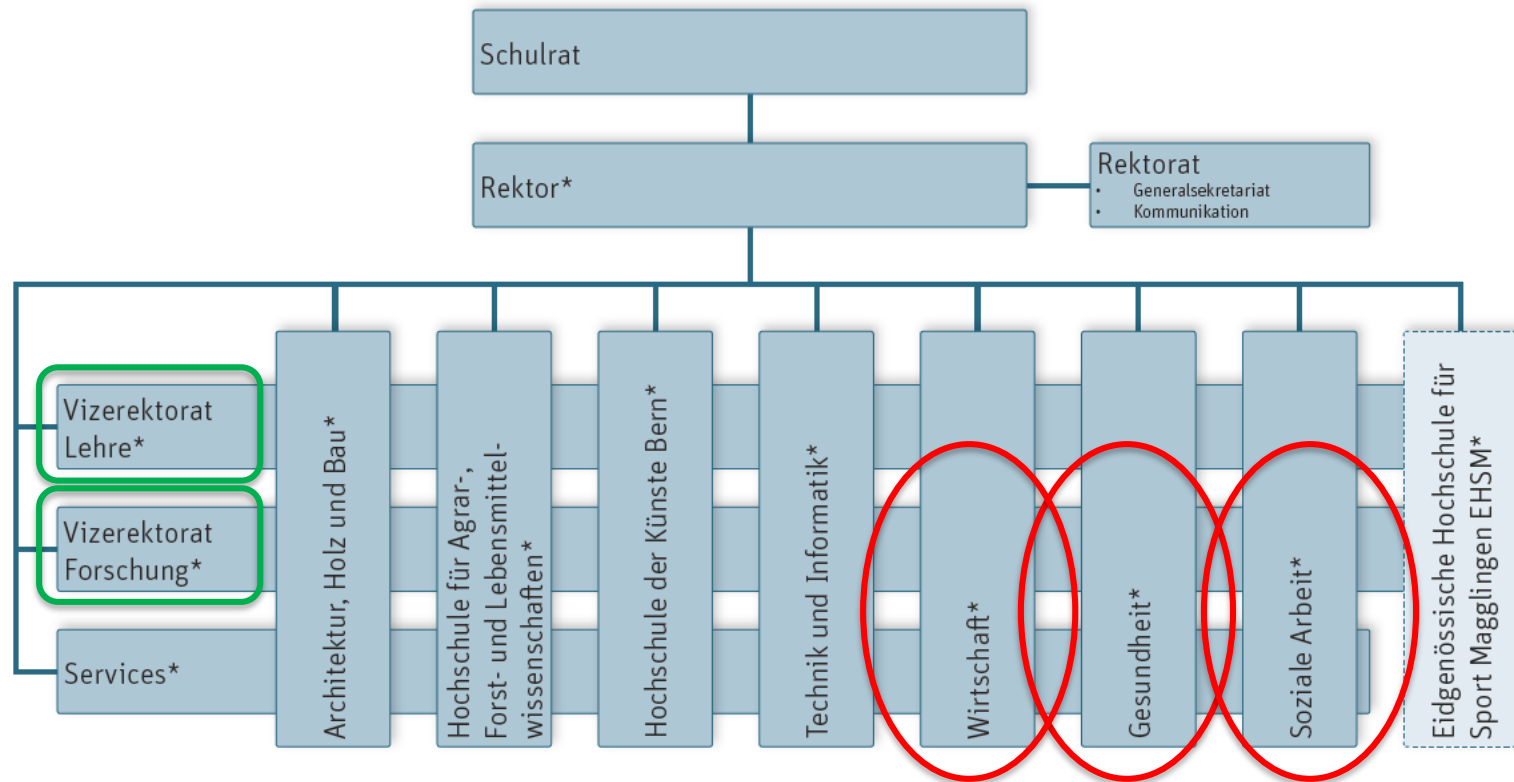 Schulrat
Rektor*
Rektorat
• Generalsekretariat
• Kommunikation
Vizerektorat
Lehre*
Vizerektorat
Forschung*
Services*
Architektur, Holz und Bau*
Hochschule für Agrar-,
Forst- und Lebensmittel-
wissenschaften*
Hochschule der Künste Bern*
Technik und Informatik*
Wirtschaft*
Gesundheit*
Soziale Arbeit*
Eidgenössische Hochschule für
Sport Magglingen EHSM*